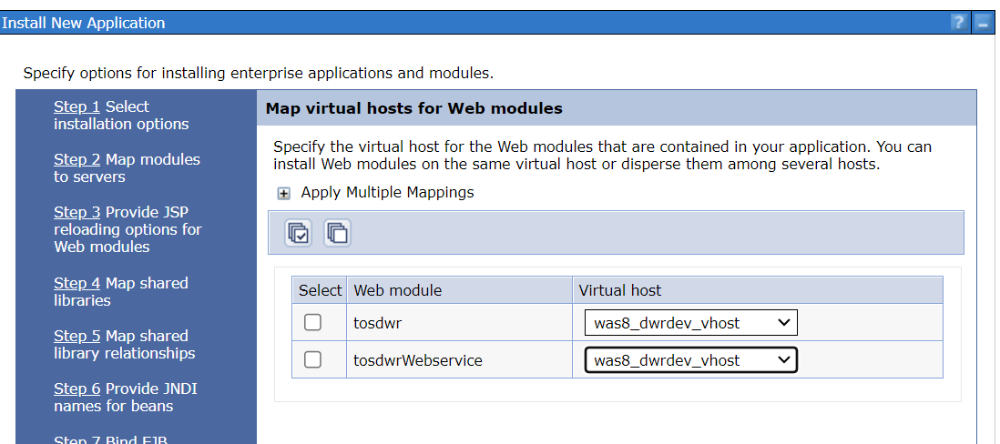 Install New Application
?
Specify options for installing enterprise applications and modules.
Step 1 Select
installation options
Step 2 Map modules
to servers
Step 3 Provide JSP
reloading options for
Web modules
Step 4 Map shared
libraries
Step 5 Map shared
library relationships
Step 6 Provide JNDI
names for beans
Step 7 Bind EJB
Map virtual hosts for Web modules
Specify the virtual host for the Web modules that are contained in your application. You can
install Web modules on the same virtual host or disperse them among several hosts.
Apply Multiple Mappings
Select Web module Virtual host
tosdwr was8_dwrdev_vhost
tosdwrWebservice was8_dwrdev_vhost